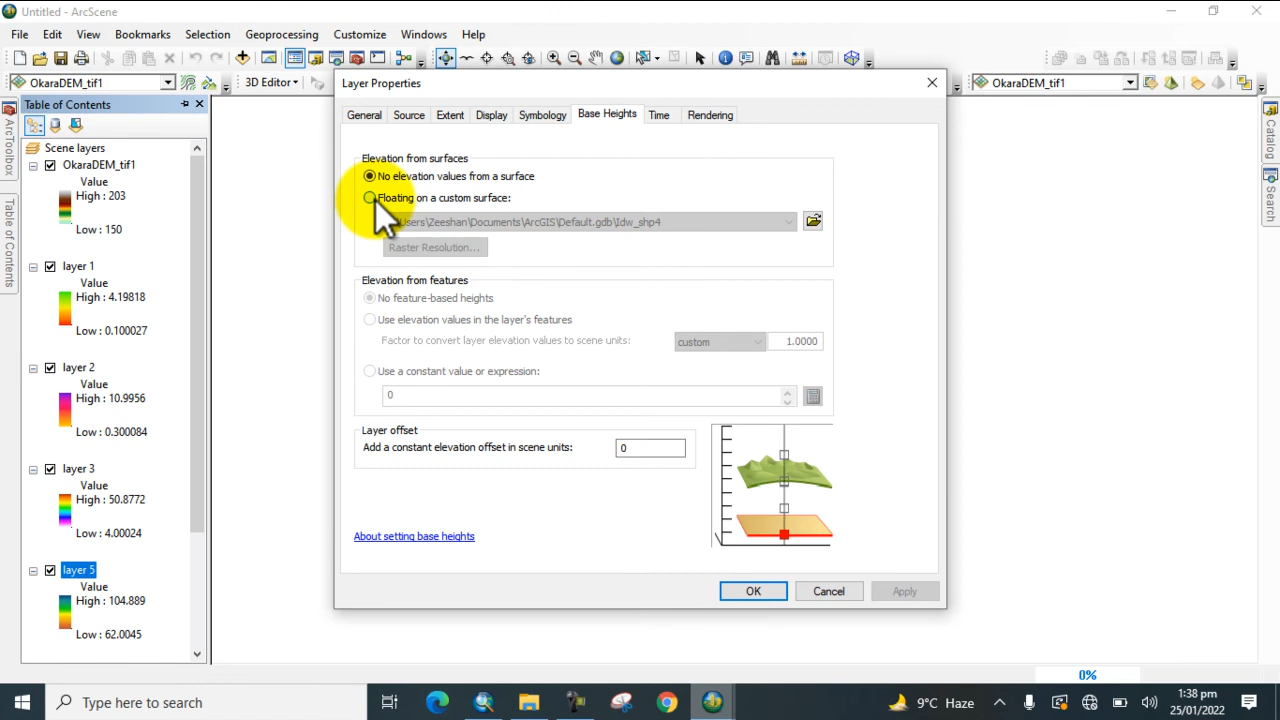 Untitled - ArcScene
File Edit View Bookmarks Selection Geoprocessing Customize Windows Help
OkaraDEM_tif1
3D Editor
OkaraDEM_tif1
Table of Contents
Scene layers
OkaraDEM_tif1
Value
High : 203
Low : 150
layer 1
Value
High : 4.19818
Low : 0.100027
layer 2
Value
High : 10.9956
Low : 0.300084
layer 3
Value
High : 50.8772
Low : 4.00024
layer 5
Value
High : 104.889
Low : 62.0045
ArcToolbox
Table of Contents
Layer Properties
General Source Extent Display Symbology Base Heights Time Rendering
Elevation from surfaces
No elevation values from a surface
Floating on a custom surface:
Users\Zeeshan\Documents\ArcGIS\Default.gdb\Idw_shp4
Raster Resolution...
Elevation from features
No feature-based heights
Use elevation values in the layer's features
Factor to convert layer elevation values to scene units: custom 1.0000
Use a constant value or expression:
0
Layer offset
Add a constant elevation offset in scene units: 0
About setting base heights
OK Cancel Apply
Catalog
Search
0%
Type here to search
9°C Haze
1:38 pm
25/01/2022